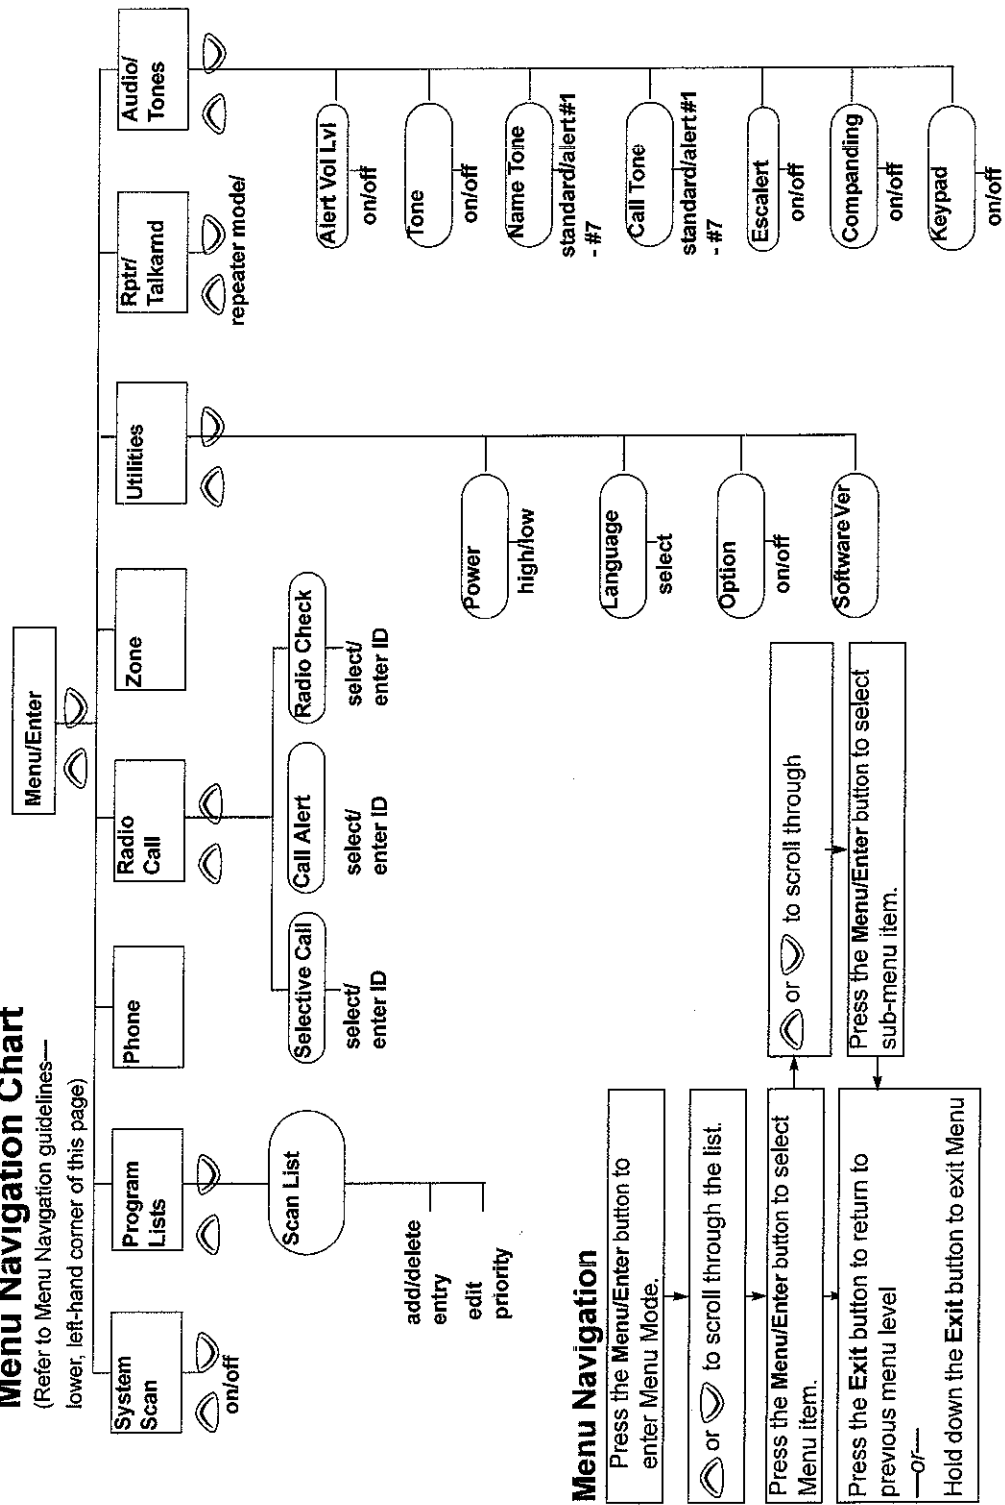 Menu Navigation Chart
(Refer to Menu Navigation guidelines—
lower, left-hand corner of this page)
Menu/Enter
System
Scan
on/off
Program
Lists
Scan List
add/delete
entry
edit
priority
Phone
Radio
Call
Selective Call
select/
enter ID
Call Alert
select/
enter ID
Radio Check
select/
enter ID
Zone
Utilities
Power
high/low
Language
select
Option
on/off
Software Ver
Rptr/
Talkarnd
repeater mode/
Audio/
Tones
Alert Vol Lvl
on/off
Tone
on/off
Name Tone
standard/alert#1
- #7
Call Tone
standard/alert#1
- #7
Escalert
on/off
Companding
on/off
Keypad
on/off
Menu Navigation
Press the Menu/Enter button to
enter Menu Mode.
or to scroll through the list.
Press the Menu/Enter button to select
Menu item.
Press the Exit button to return to
previous menu level
—or—
Hold down the Exit button to exit Menu
or to scroll through
Press the Menu/Enter button to select
sub-menu item.